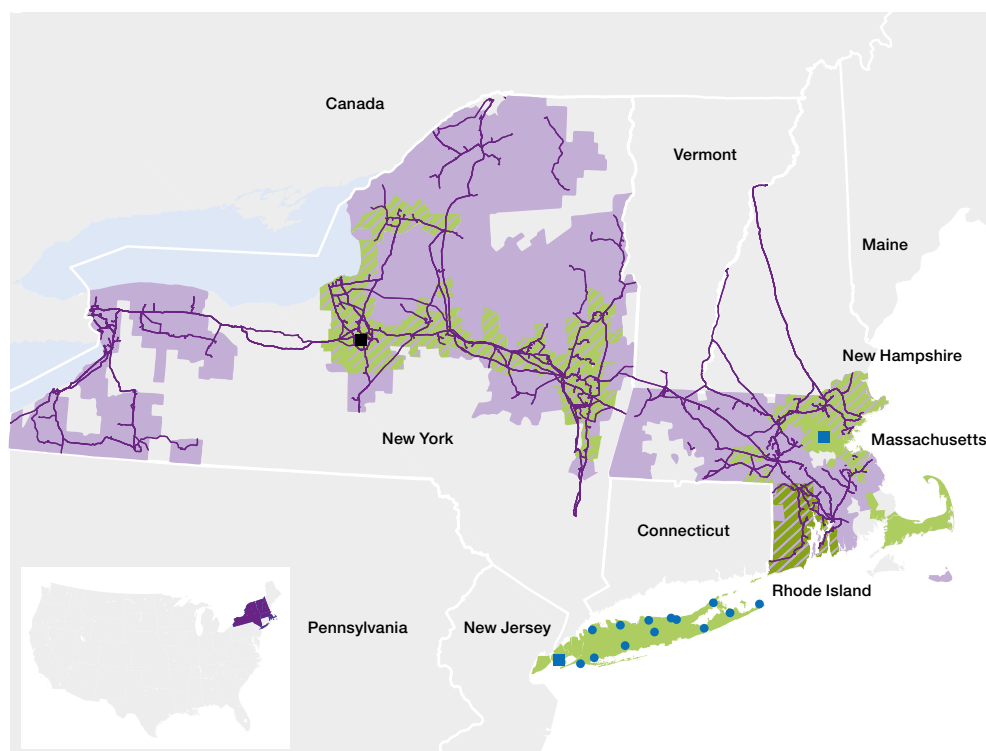 Canada
Vermont
Maine
New Hampshire
New York
Massachusetts
Connecticut
Rhode Island
Pennsylvania
New Jersey